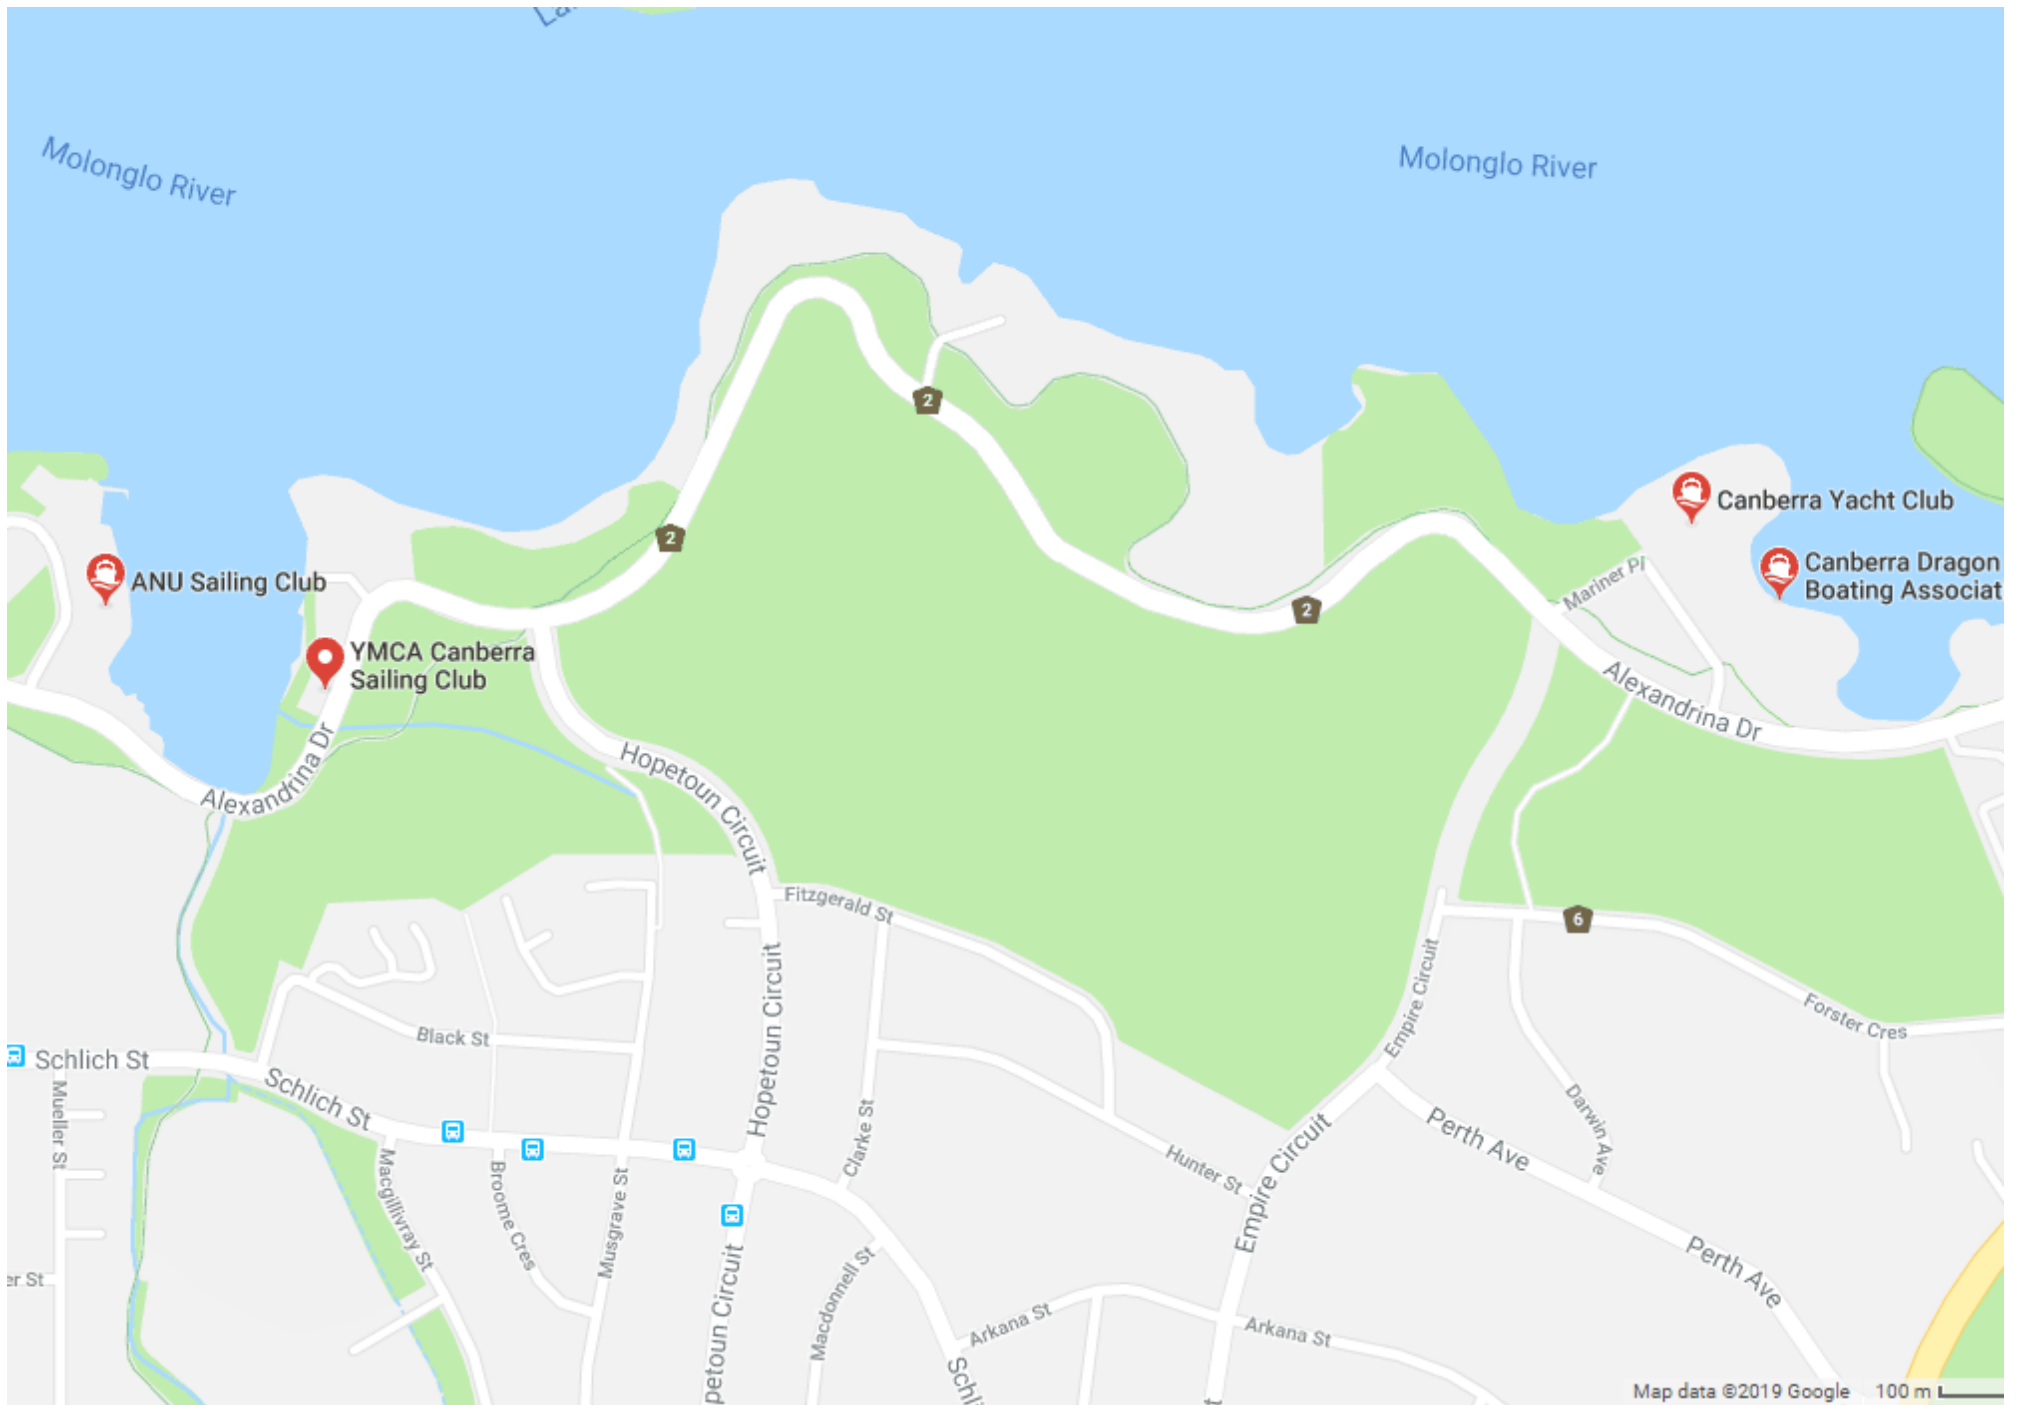 La
Molonglo River
Molonglo River
2
2
2
Canberra Yacht Club
Canberra Dragon
Boating Associat
Mariner Pl
ANU Sailing Club
YMCA Canberra
Sailing Club
Alexandrina Dr
Alexandrina Dr
Hopetoun Circuit
Fitzgerald St
6
Empire Circuit
Forster Cres
Hopetoun Circuit
Black St
Schlich St
Schlich St
Mueller St
Macgillivray St
Broome Cres
Musgrave St
Clarke St
Hunter St
Empire Circuit
Perth Ave
Darwin Ave
Perth Ave
er St
petoun Circuit
Macdonnell St
Arkana St
Arkana St
Schli
t
Map data ©2019 Google 100 m